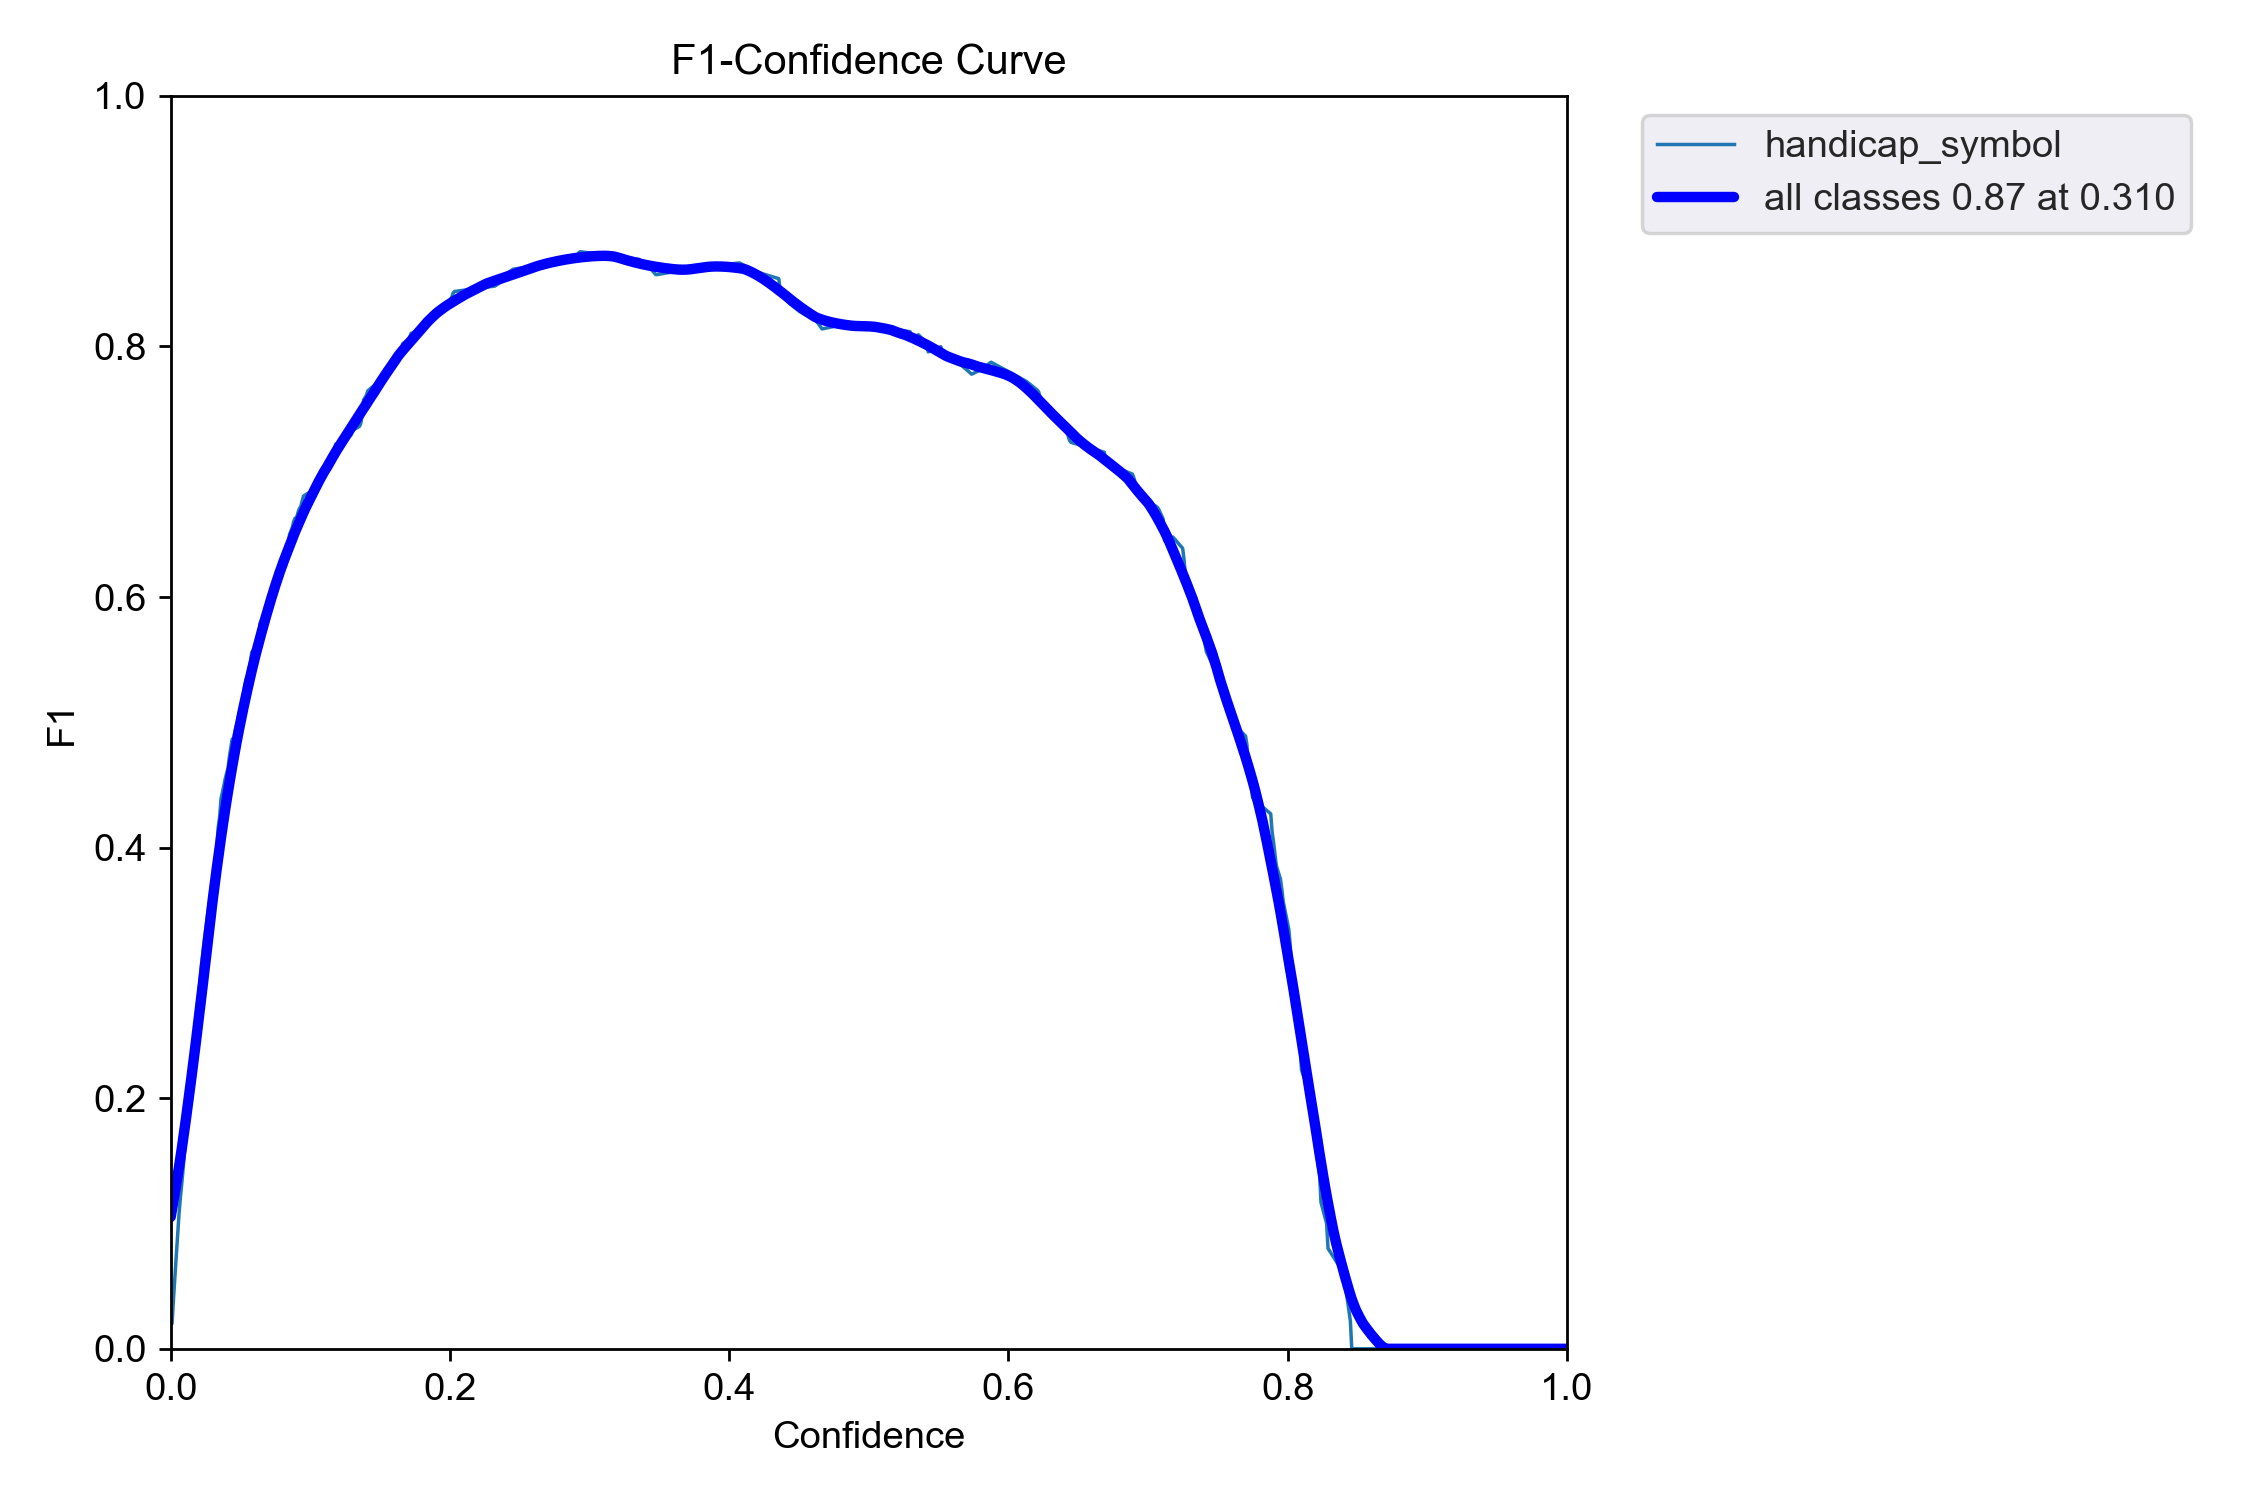 F1-Confidence Curve
1.0
0.8
0.6
0.4
0.2
0.0
F1
0.0 0.2 0.4 0.6 0.8 1.0
Confidence
handicap_symbol
all classes 0.87 at 0.310